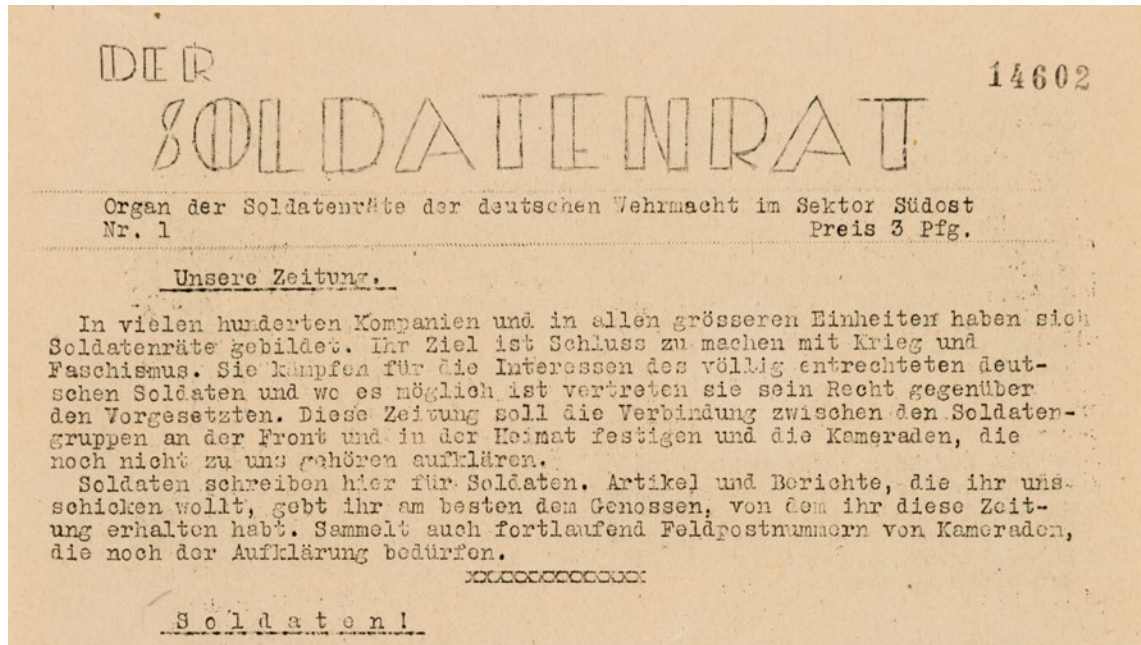 DER
14602
SOLDATENRAT
Organ der Soldatenräte der deutschen Wehrmacht im Sektor Südost
Nr. 1 Preis 3 Pfg.
Unsere Zeitung.
In vielen hunderten Kompanien und in allen grösseren Einheiten haben sich
Soldatenräte gebildet. Ihr Ziel ist Schluss zu machen mit Krieg und
Faschismus. Sie kämpfen für die Interessen des völlig entrechteten deut-
schen Soldaten und wo es möglich ist vertreten sie sein Recht gegenüber
den Vorgesetzten. Diese Zeitung soll die Verbindung zwischen den Soldaten-
gruppen an der Front und in der Heimat festigen und die Kameraden, die
noch nicht zu uns gehören aufklären.
Soldaten schreiben hier für Soldaten. Artikel und Berichte, die ihr uns
schicken wollt, gebt ihr am besten dem Genossen, von dem ihr diese Zeit-
ung erhalten habt. Sammelt auch fortlaufend Feldpostnummern von Kameraden,
die noch der Aufklärung bedürfen.
xxxxxxxxxxxxxxx
Soldaten!